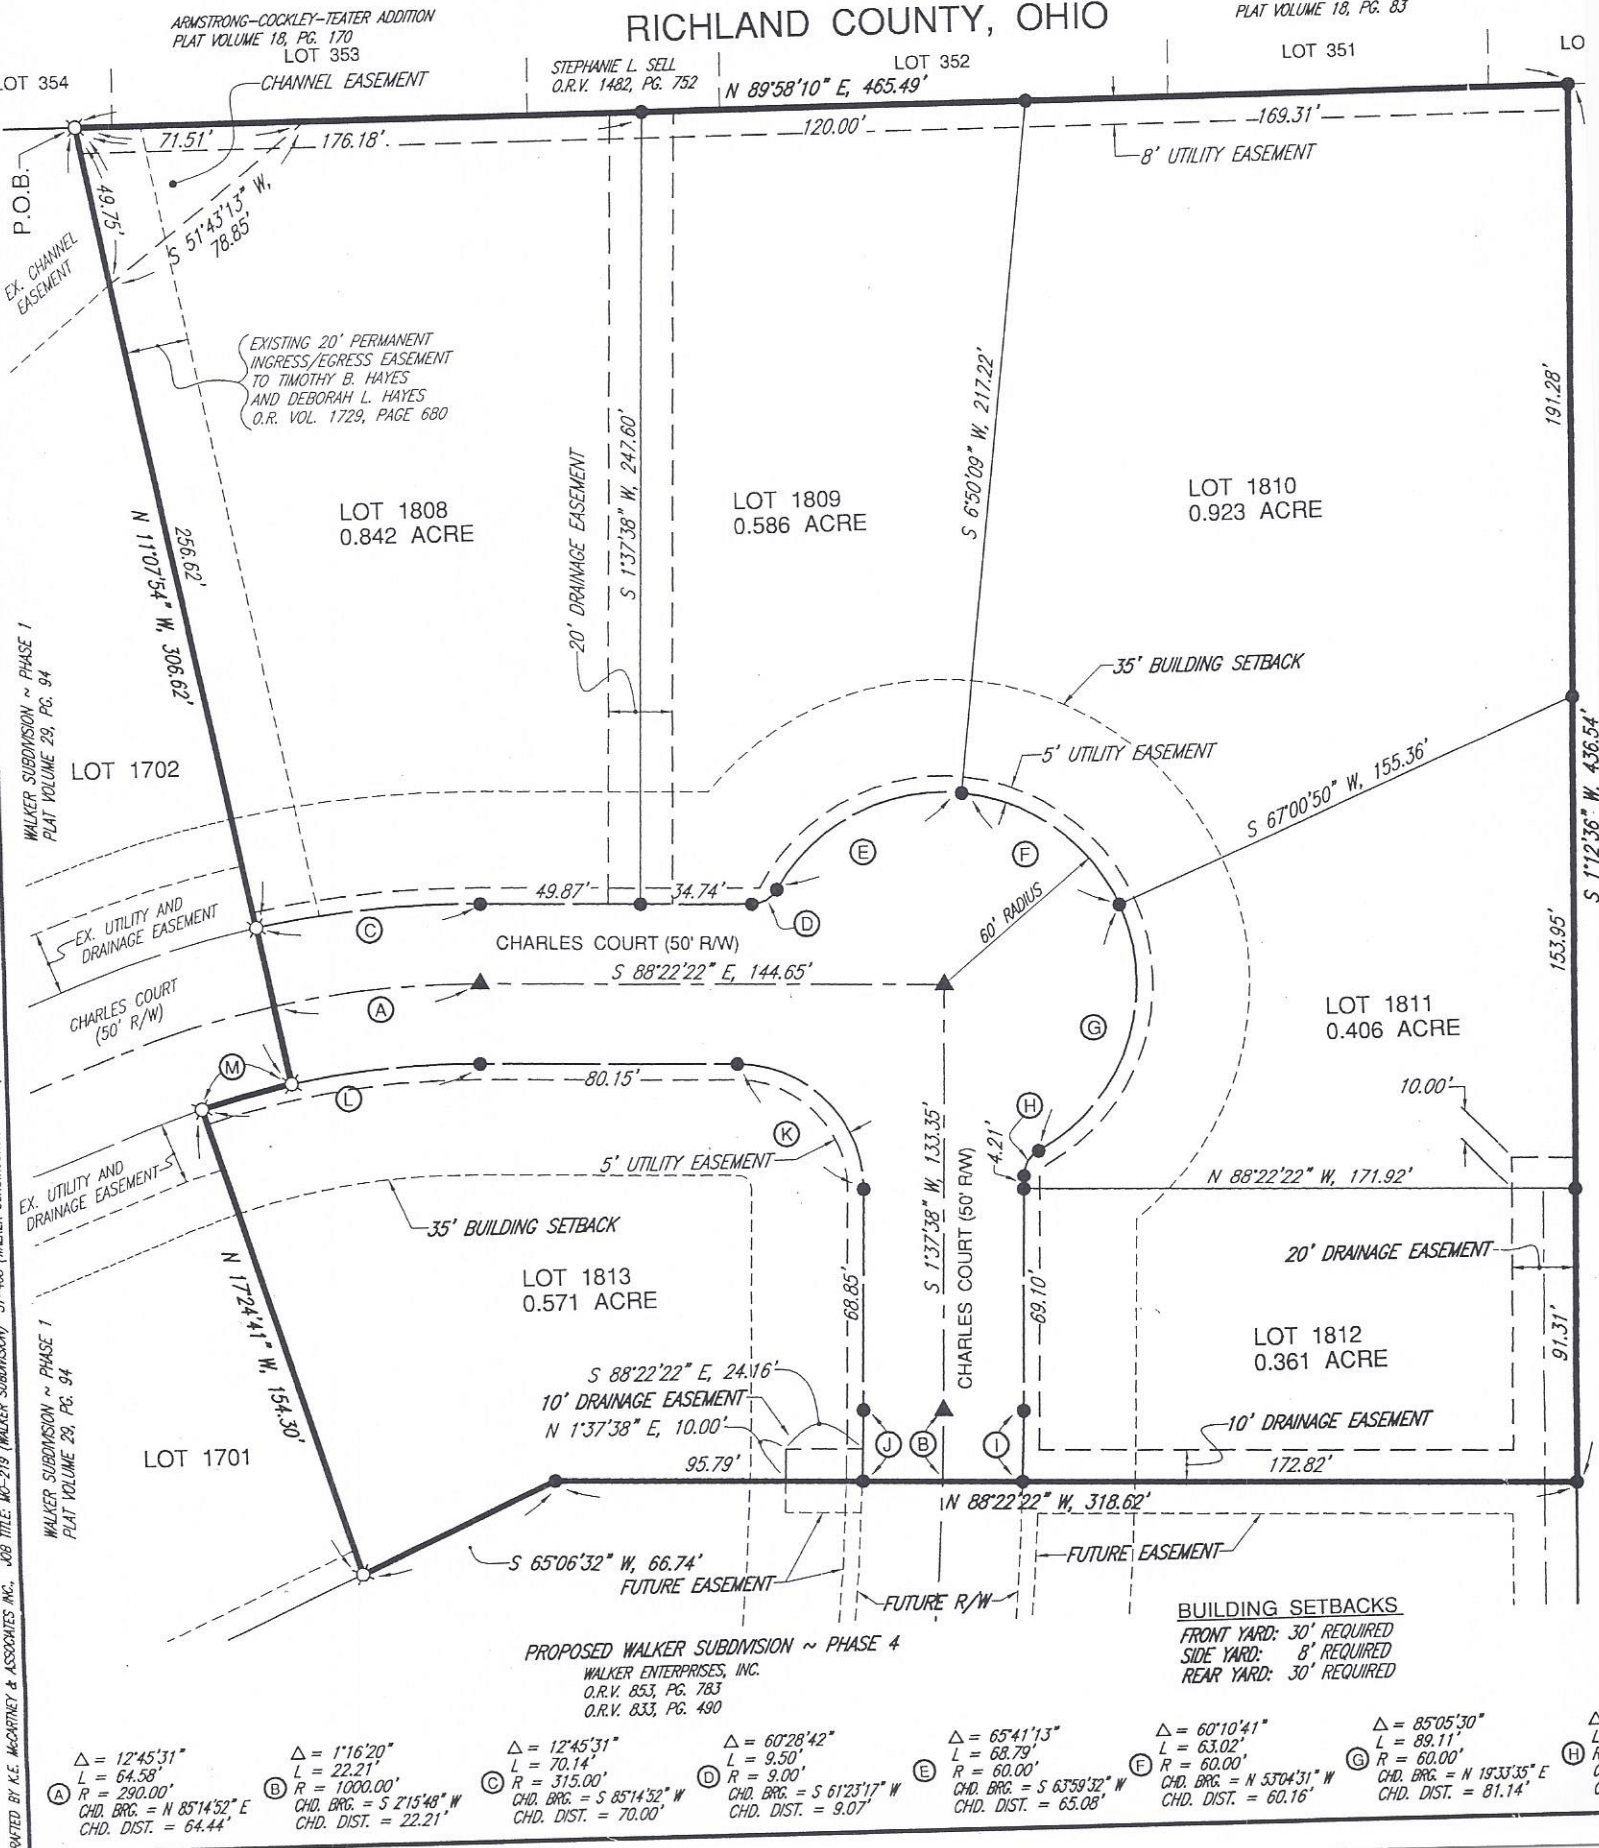 ARMSTRONG-COCKLEY-TEATER ADDITION
PLAT VOLUME 18, PG. 170
RICHLAND COUNTY, OHIO
PLAT VOLUME 18, PG. 83
LOT 354
LOT 353
CHANNEL EASEMENT
STEPHANIE L. SELL
O.R.V. 1482, PG. 752
LOT 352
LOT 351
LO
N 89°58'10" E, 465.49'
71.51'
176.18'
120.00'
169.31'
8' UTILITY EASEMENT
P.O.B.
49.75'
S 51°43'13" W,
78.85'
EX. CHANNEL
EASEMENT
EXISTING 20' PERMANENT
INGRESS/EGRESS EASEMENT
TO TIMOTHY B. HAYES
AND DEBORAH L. HAYES
O.R. VOL. 1729, PAGE 680
256.62'
N 11°07'54" W, 306.62'
LOT 1808
0.842 ACRE
20' DRAINAGE EASEMENT
S 1°37'38" W, 247.60'
LOT 1809
0.586 ACRE
S 6°50'09" W, 217.22'
LOT 1810
0.923 ACRE
191.28'
WALKER SUBDIVISION ~ PHASE 1
PLAT VOLUME 29, PG. 94
LOT 1702
35' BUILDING SETBACK
5' UTILITY EASEMENT
S 67°00'50" W, 155.36'
S 1°12'36" W, 436.54'
E
F
60' RADIUS
49.87'
34.74'
D
C
EX. UTILITY AND
DRAINAGE EASEMENT
CHARLES COURT (50' R/W)
S 88°22'22" E, 144.65'
153.95'
CHARLES COURT
(50' R/W)
A
G
LOT 1811
0.406 ACRE
M
L
80.15'
K
H
10.00'
4.21'
EX. UTILITY AND
DRAINAGE EASEMENT
5' UTILITY EASEMENT
S 1°37'38" W, 133.35'
CHARLES COURT (50' R/W)
N 88°22'22" W, 171.92'
35' BUILDING SETBACK
20' DRAINAGE EASEMENT
N 17°24'41" W, 154.30'
LOT 1813
0.571 ACRE
68.85'
69.10'
91.31'
LOT 1812
0.361 ACRE
WALKER SUBDIVISION ~ PHASE 1
PLAT VOLUME 29, PG. 94
S 88°22'22" E, 24.16'
10' DRAINAGE EASEMENT
N 1°37'38" E, 10.00'
10' DRAINAGE EASEMENT
LOT 1701
J
B
I
95.79'
172.82'
N 88°22'22" W, 318.62'
S 65°06'32" W, 66.74'
FUTURE EASEMENT
FUTURE EASEMENT
FUTURE R/W
BUILDING SETBACKS
FRONT YARD: 30' REQUIRED
SIDE YARD: 8' REQUIRED
REAR YARD: 30' REQUIRED
PROPOSED WALKER SUBDIVISION ~ PHASE 4
WALKER ENTERPRISES, INC.
O.R.V. 853, PG. 783
O.R.V. 833, PG. 490
A
Δ = 12°45'31"
L = 64.58'
R = 290.00'
CHD. BRG. = N 85°14'52" E
CHD. DIST. = 64.44'
B
Δ = 1°16'20"
L = 22.21'
R = 1000.00'
CHD. BRG. = S 2°15'48" W
CHD. DIST. = 22.21'
C
Δ = 12°45'31"
L = 70.14'
R = 315.00'
CHD. BRG. = S 85°14'52" W
CHD. DIST. = 70.00'
D
Δ = 60°28'42"
L = 9.50'
R = 9.00'
CHD. BRG. = S 61°23'17" W
CHD. DIST. = 9.07'
E
Δ = 65°41'13"
L = 68.79'
R = 60.00'
CHD. BRG. = S 63°59'32" W
CHD. DIST. = 65.08'
F
Δ = 60°10'41"
L = 63.02'
R = 60.00'
CHD. BRG. = N 53°04'31" W
CHD. DIST. = 60.16'
G
Δ = 85°05'30"
L = 89.11'
R = 60.00'
CHD. BRG. = N 19°33'35" E
CHD. DIST. = 81.14'
H
K.E. McCARTNEY & ASSOCIATES INC., JOB TITLE: WO-219 (WALKER SUBDIVISION)